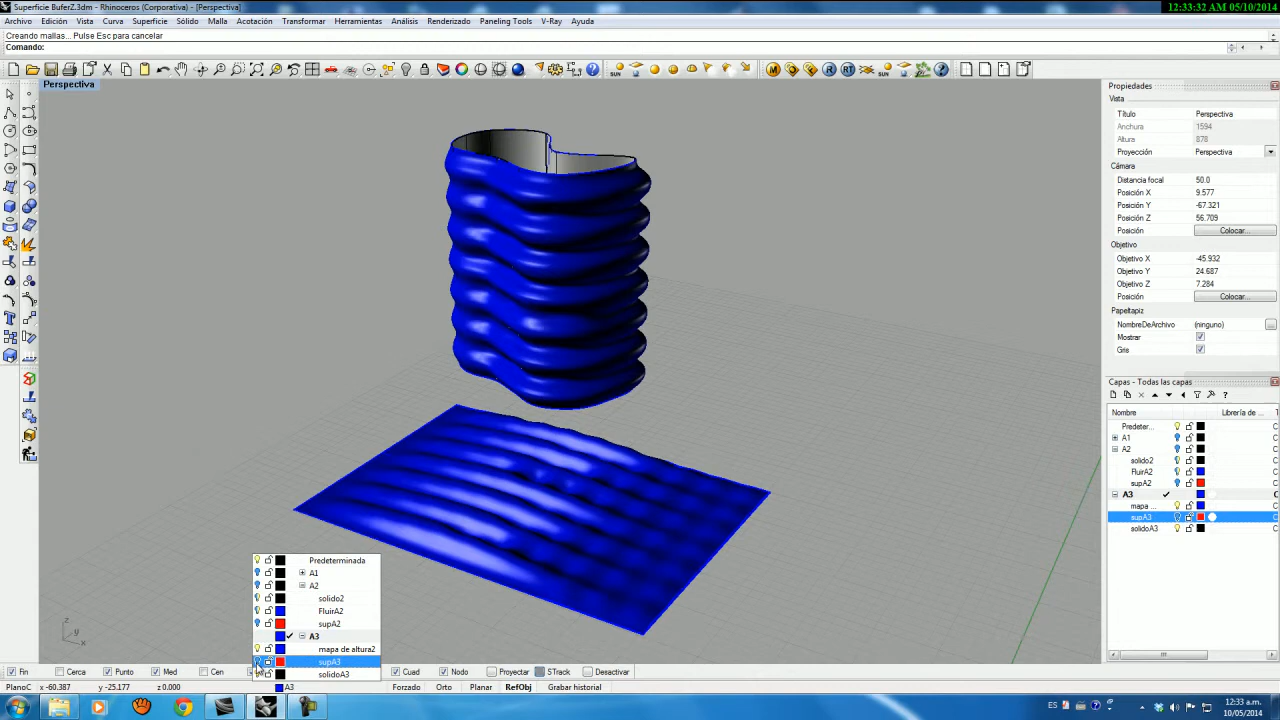 Superficie BuferZ.3dm - Rhinoceros (Corporativa) - [Perspectiva]
12:33:32 AM 05/10/2014
Archivo Edición Vista Curva Superficie Sólido Malla Acotación Transformar Herramientas Análisis Renderizado Paneling Tools V-Ray Ayuda
Creando mallas... Pulse Esc para cancelar
Comando:
Perspectiva
Propiedades
Vista
Título Perspectiva
Anchura 1594
Altura 878
Proyección Perspectiva
Cámara
Distancia focal 50.0
Posición X 9.577
Posición Y -67.321
Posición Z 56.709
Posición Colocar...
Objetivo
Objetivo X -45.932
Objetivo Y 24.687
Objetivo Z 7.284
Posición Colocar...
Papeltapiz
NombreDeArchivo (ninguno)
Mostrar
Gris
Capas - Todas las capas
Nombre Librería de ... T
Predeter... C
A1 C
A2 C
solido2 C
FluirA2 C
supA2 C
A3 C
mapa ... C
supA3 C
solidoA3 C
Predeterminada
A1
A2
solido2
FluirA2
supA2
A3
mapa de altura2
supA3
solidoA3
z
y
x
Fin Cerca Punto Med Cen Cuad Nodo Proyectar STrack Desactivar
PlanoC x -60.387 y -25.177 z 0.000 A3 Forzado Orto Planar RefObj Grabar historial
ES 12:33 a.m.
10/05/2014